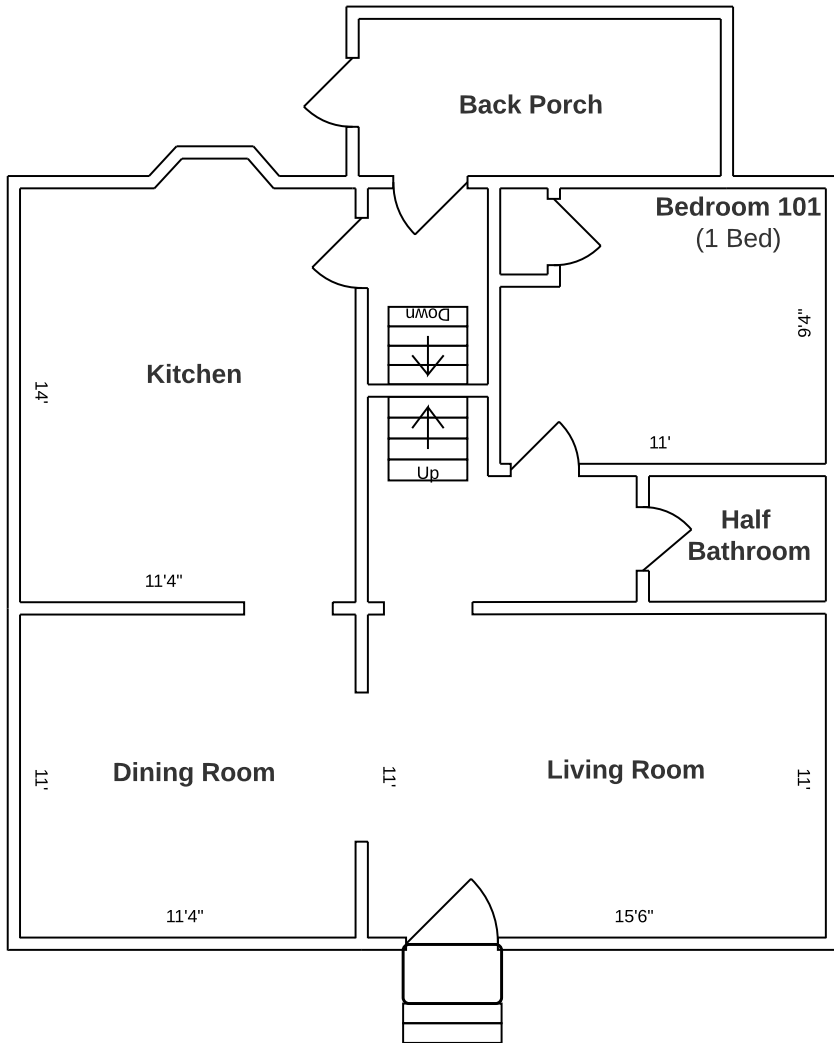 Back Porch
Bedroom 101
(1 Bed)
Down
9'4"
Kitchen
14'
11'
Up
Half
Bathroom
11'4"
Dining Room
Living Room
11'
11'
11'
11'4"
15'6"